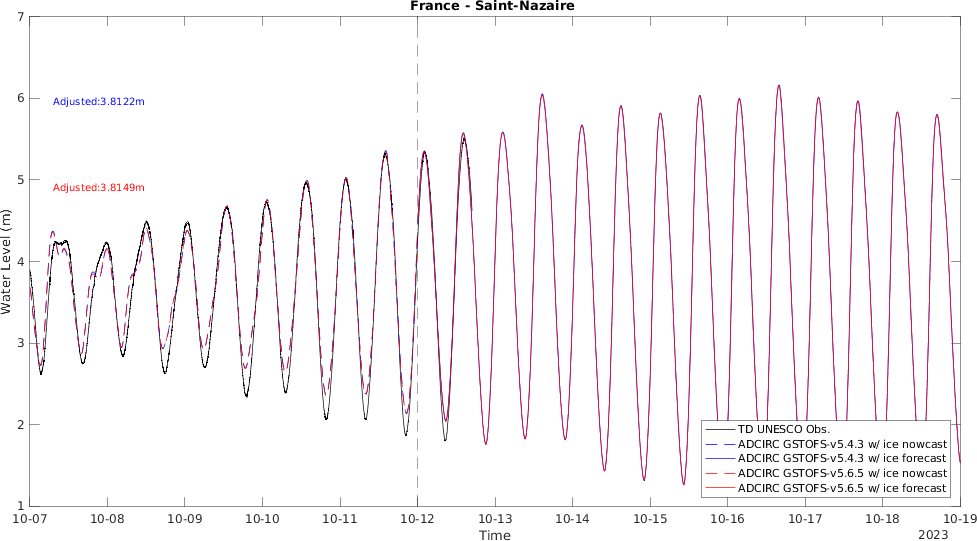 France - Saint-Nazaire
Water Level (m)
7
6
5
4
3
2
1
Adjusted:3.8122m
Adjusted:3.8149m
TD UNESCO Obs.
ADCIRC GSTOFS-v5.4.3 w/ ice nowcast
ADCIRC GSTOFS-v5.4.3 w/ ice forecast
ADCIRC GSTOFS-v5.6.5 w/ ice nowcast
ADCIRC GSTOFS-v5.6.5 w/ ice forecast
10-07 10-08 10-09 10-10 10-11 10-12 10-13 10-14 10-15 10-16 10-17 10-18 10-19
Time
2023